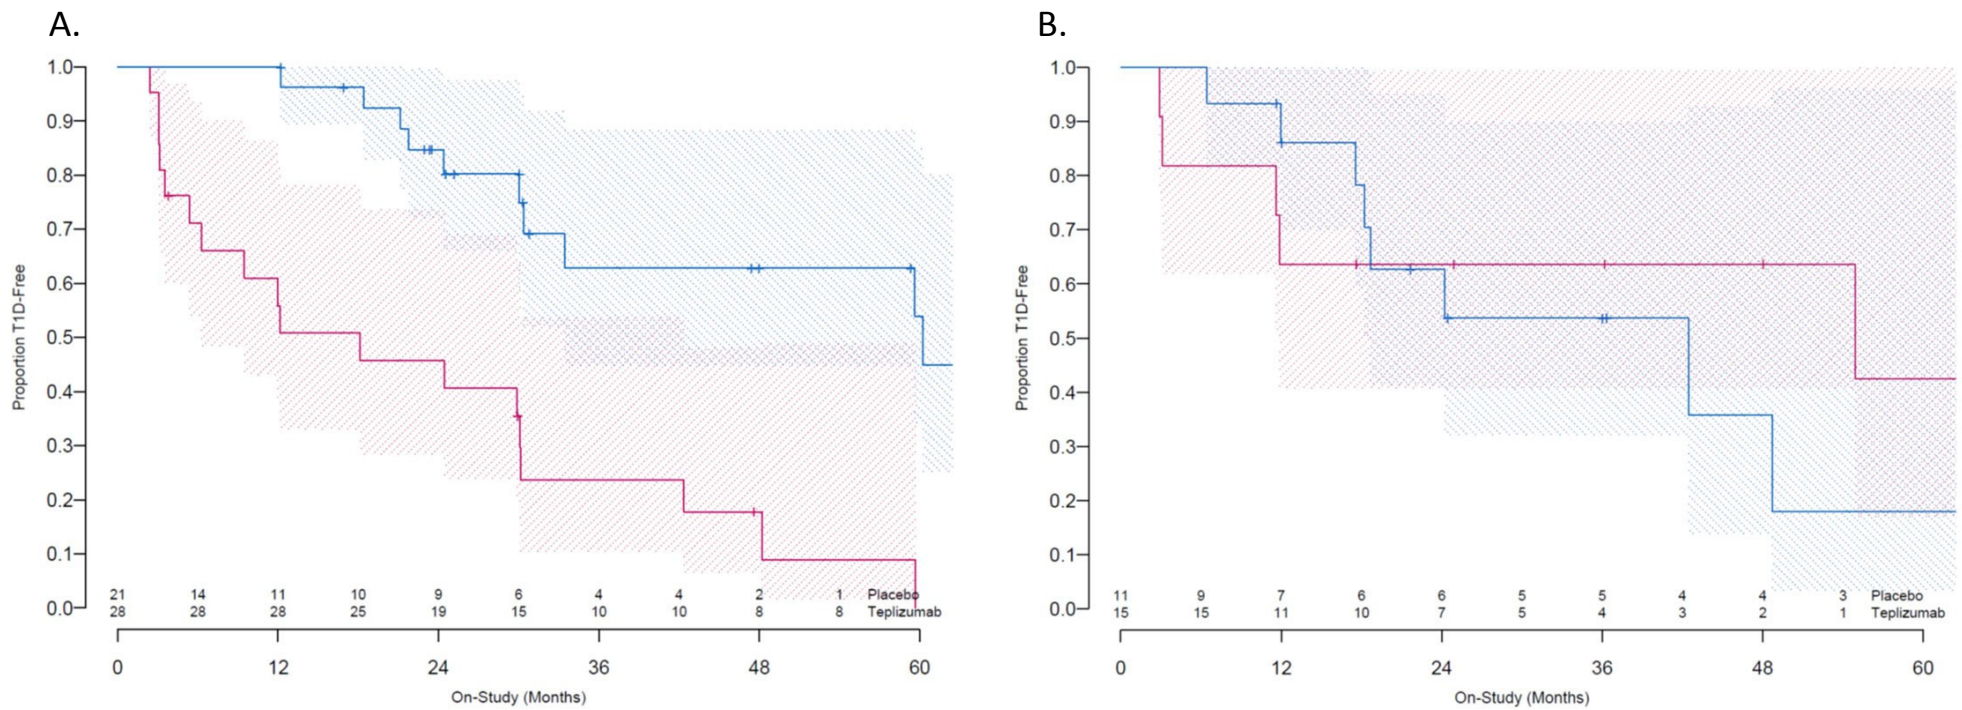 A.
1.0
0.9
0.8
0.7
0.6
0.5
0.4
0.3
0.2
0.1
0.0
Proportion T1D-Free
21 14 11 10 9 6 4 4 2 1 Placebo
28 28 28 25 19 15 10 10 8 8 Teplizumab
0 12 24 36 48 60
On-Study (Months)
B.
1.0
0.9
0.8
0.7
0.6
0.5
0.4
0.3
0.2
0.1
0.0
Proportion T1D-Free
11 9 7 6 6 5 5 4 4 3 Placebo
15 15 11 10 7 5 4 3 2 1 Teplizumab
0 12 24 36 48 60
On-Study (Months)